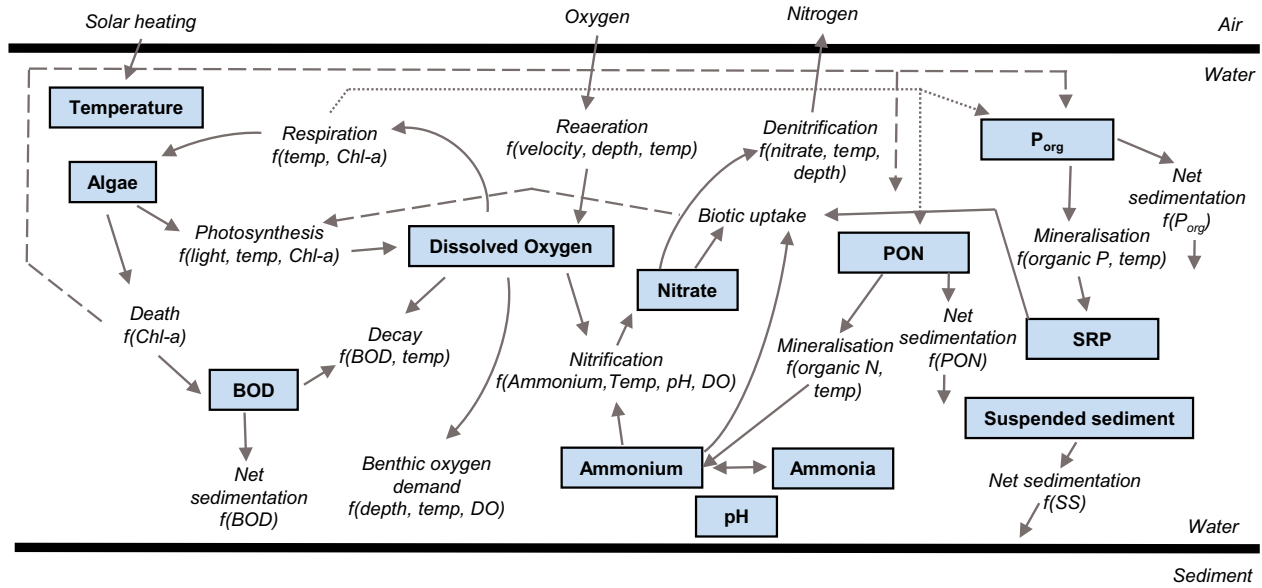 Solar heating
Oxygen
Nitrogen
Air
Water
Temperature
Respiration
f(temp, Chl-a)
Reaeration
f(velocity, depth, temp)
Denitrification
f(nitrate, temp,
depth)
P_org
Algae
Net
sedimentation
f(P_org)
Photosynthesis
f(light, temp, Chl-a)
Dissolved Oxygen
Biotic uptake
PON
Mineralisation
f(organic P, temp)
Nitrate
Death
f(Chl-a)
Decay
f(BOD, temp)
Nitrification
f(Ammonium,Temp, pH, DO)
Mineralisation
f(organic N,
temp)
Net
sedimentation
f(PON)
SRP
BOD
Suspended sediment
Net
sedimentation
f(BOD)
Benthic oxygen
demand
f(depth, temp, DO)
Ammonium
Ammonia
pH
Net sedimentation
f(SS)
Water
Sediment